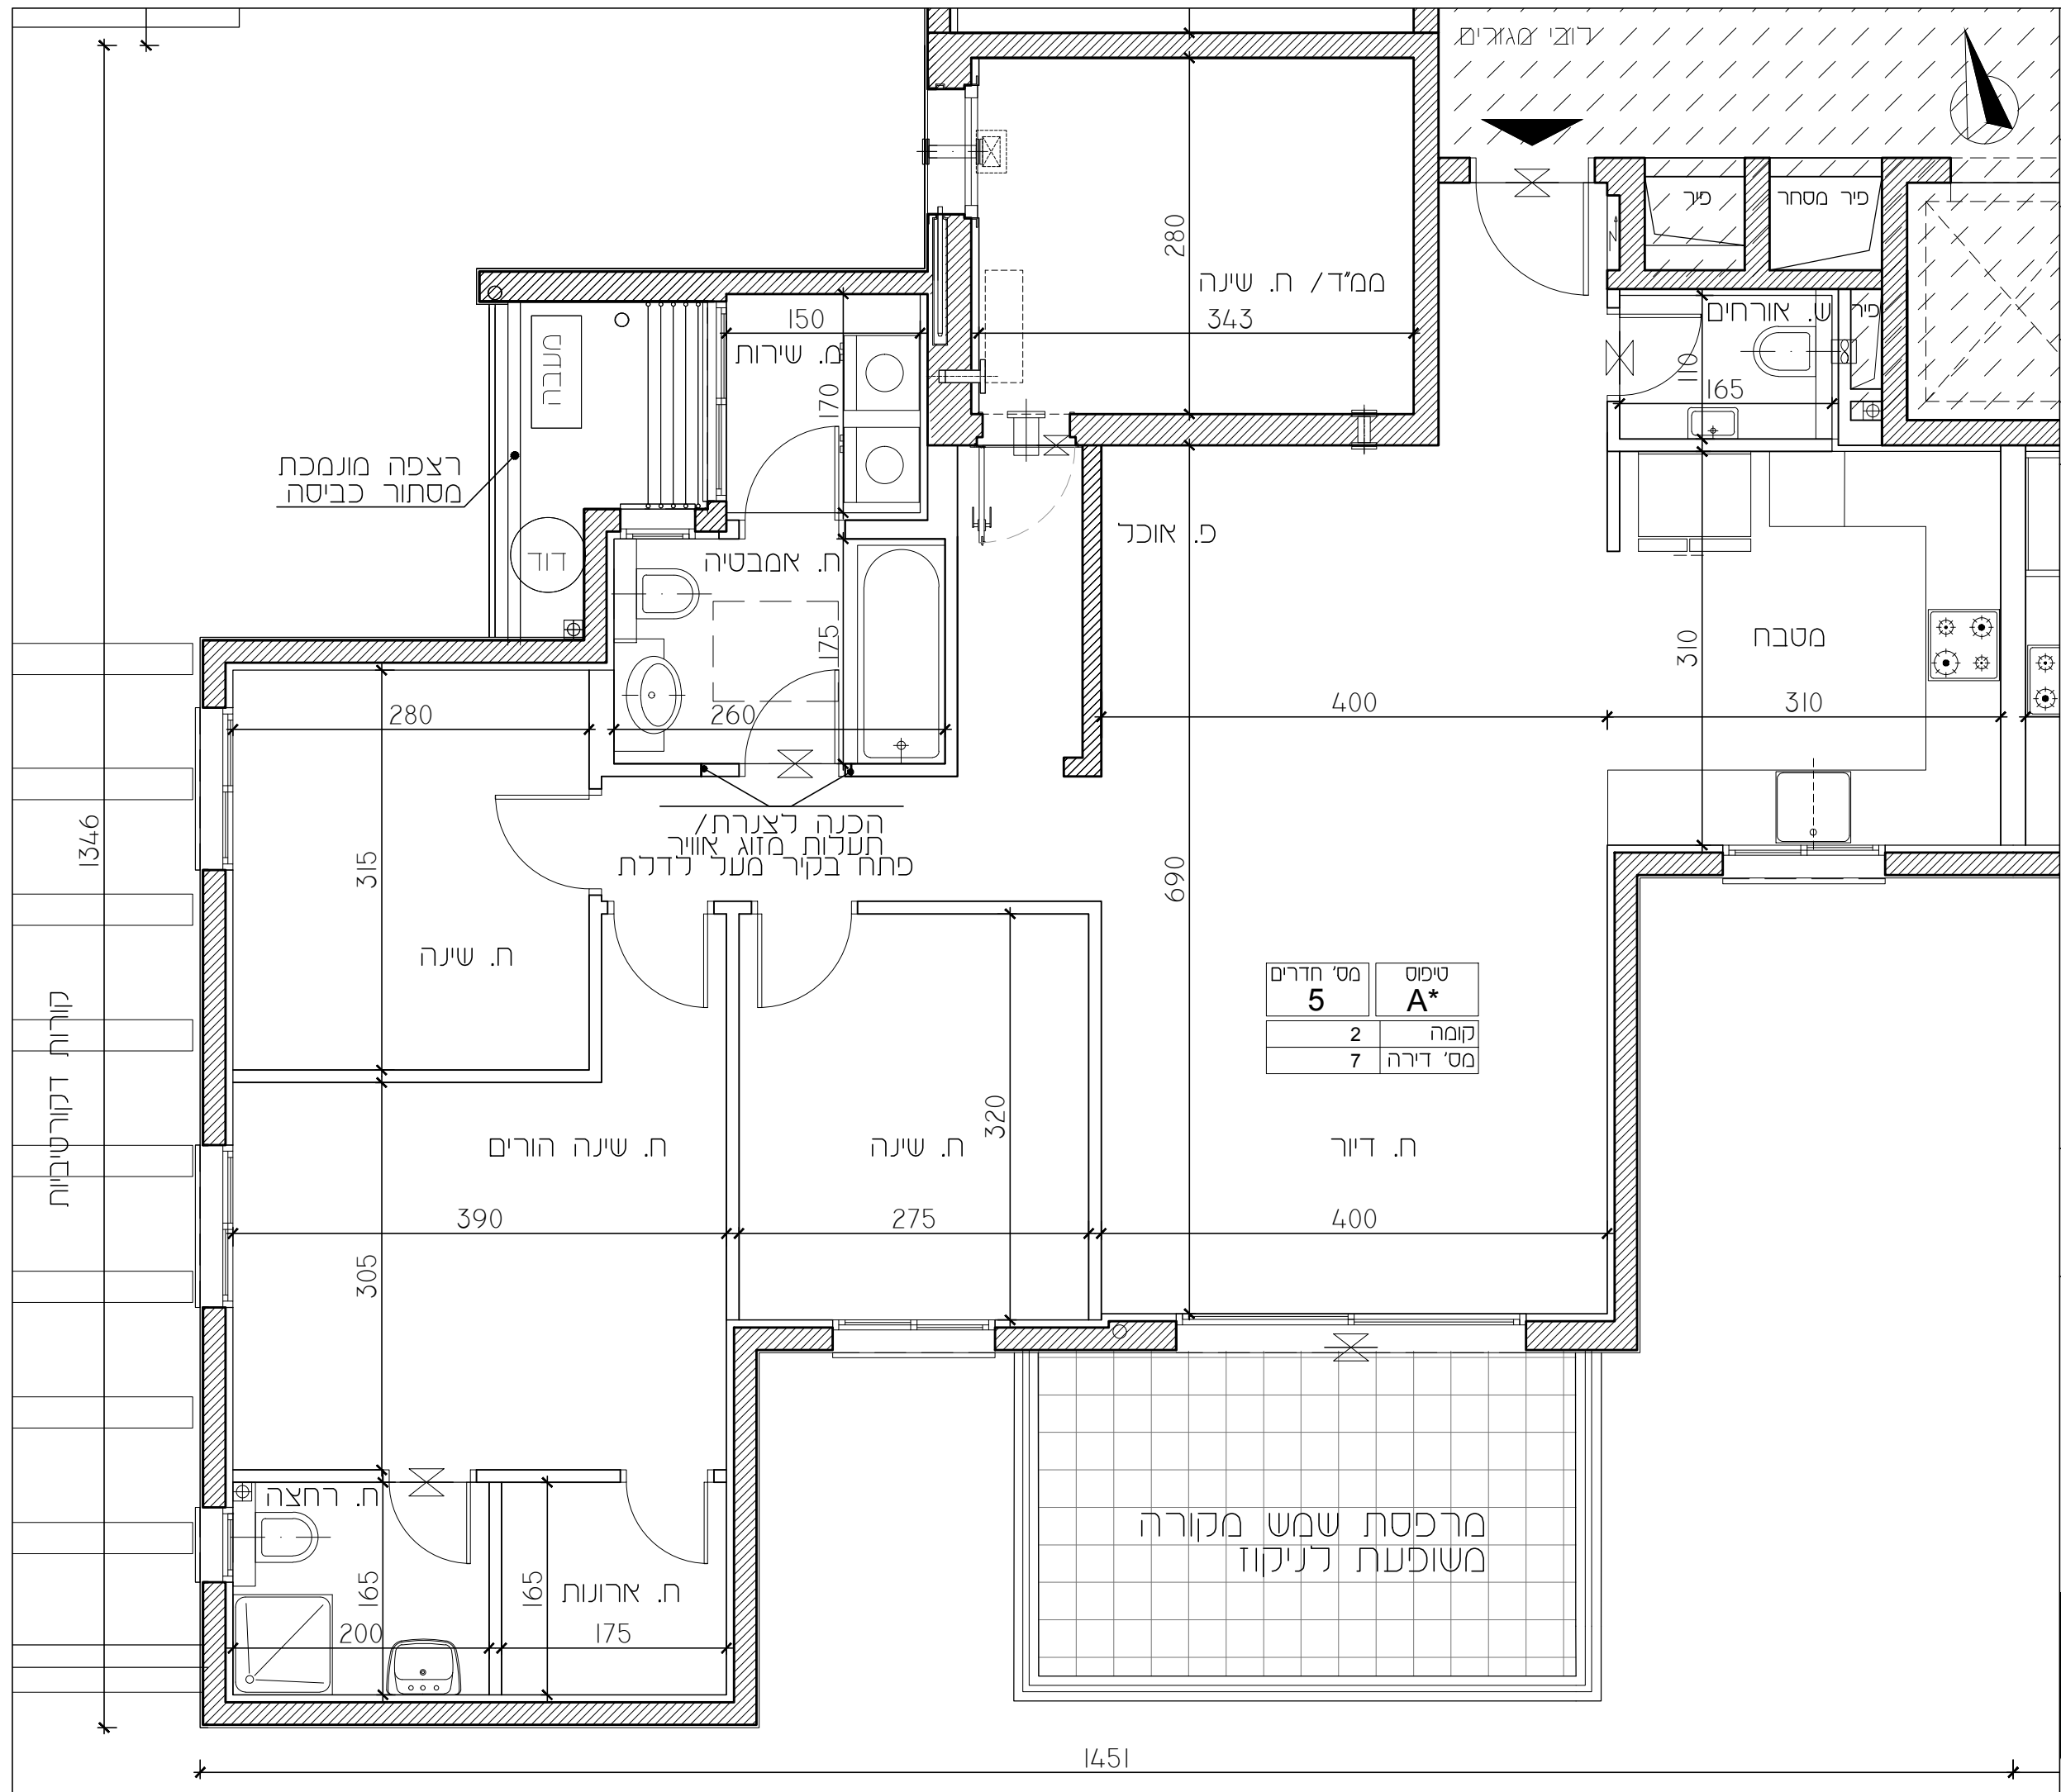 לובי מגורים
פיר
פיר מסחר
280
ממ"ד/ ח. שינה
343
ש. אורחים
פיר
110
165
150
מ. שירות
170
מעבה
רצפה מונמכת
מסתור כביסה
דוד
ח. אמבטיה
175
260
פ. אוכל
מטבח
310
310
400
280
1346
315
הכנה לצנרת/
תעלות מזוג אוויר
פתח בקיר מעל לדלת
690
ח. שינה
טיפוס
A*
מס' חדרים
5
קומה 2
מס' דירה 7
קורות דקורטיביות
ח. שינה הורים
320
ח. שינה
ח. דיור
390
275
400
305
ח. רחצה
165
200
165
ח. ארונות
175
מרפסת שמש מקורה
משופעת לניקוז
1451